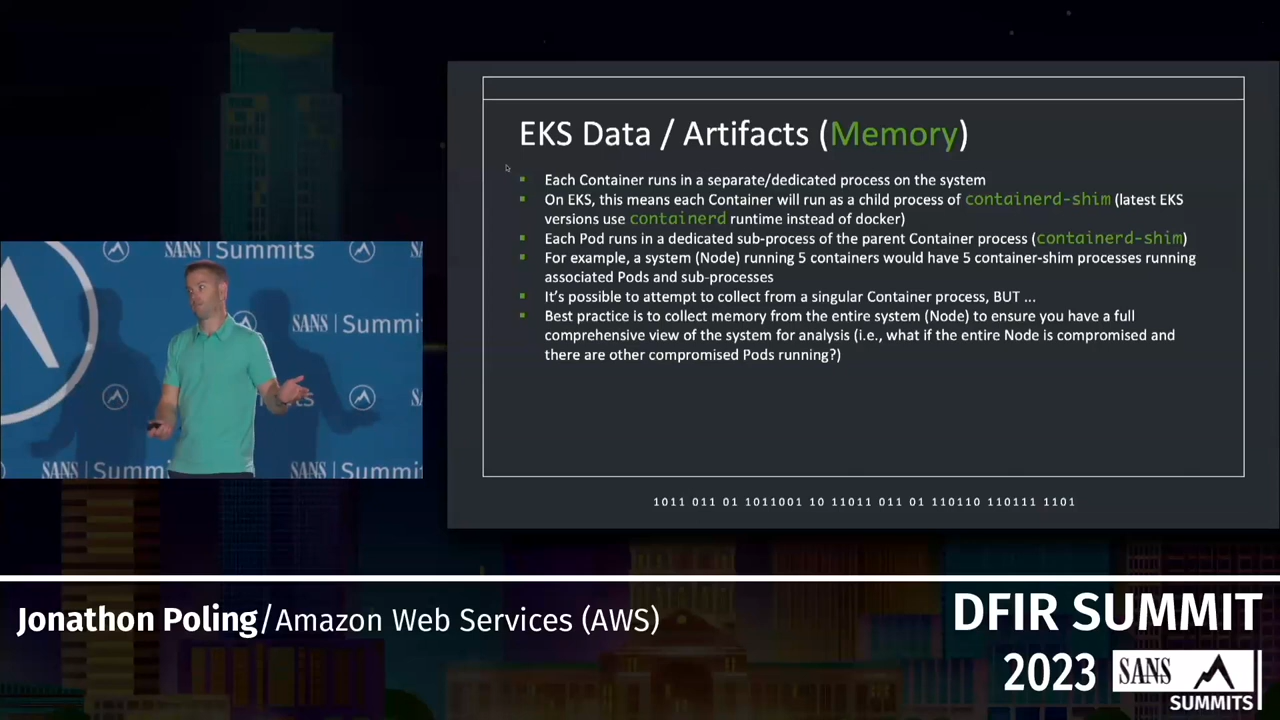 EKS Data / Artifacts (Memory)
▪ Each Container runs in a separate/dedicated process on the system
▪ On EKS, this means each Container will run as a child process of containerd-shim (latest EKS
versions use containerd runtime instead of docker)
▪ Each Pod runs in a dedicated sub-process of the parent Container process (containerd-shim)
▪ For example, a system (Node) running 5 containers would have 5 container-shim processes running
associated Pods and sub-processes
▪ It's possible to attempt to collect from a singular Container process, BUT ...
▪ Best practice is to collect memory from the entire system (Node) to ensure you have a full
comprehensive view of the system for analysis (i.e., what if the entire Node is compromised and
there are other compromised Pods running?)
1011 011 01 1011001 10 11011 011 01 110110 110111 1101
SANS | Summits
SANS | Summi
SANS | Summi
SANS | Summit
Jonathon Poling/Amazon Web Services (AWS)
DFIR SUMMIT
2023
SANS
SUMMITS